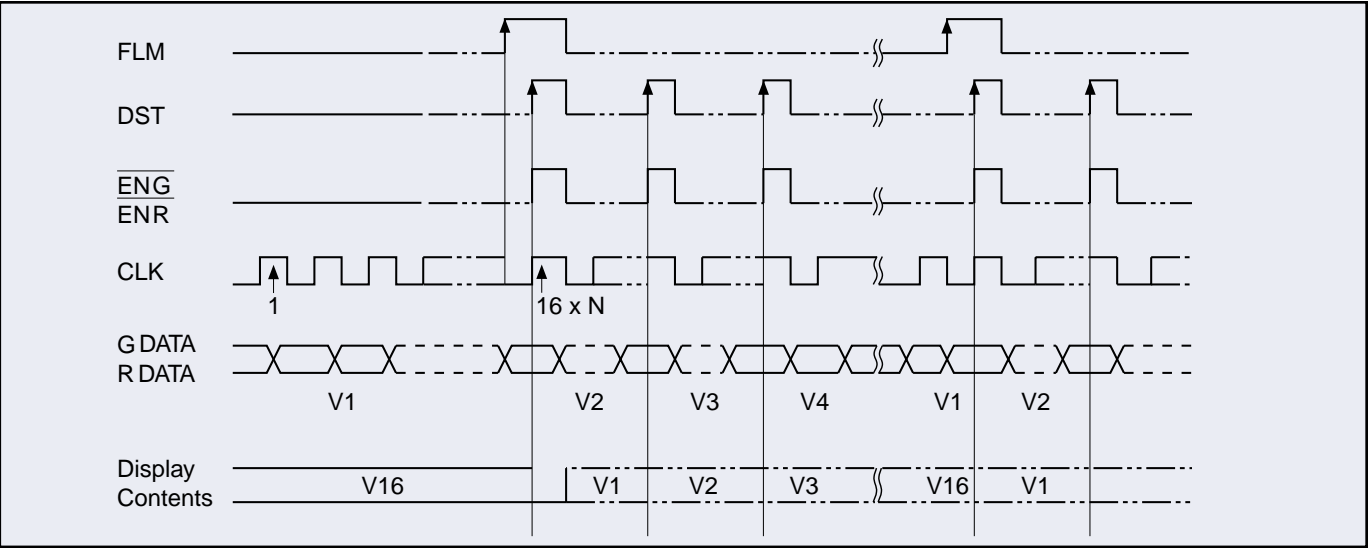 FLM
DST
ENG
ENR
CLK
1
16 x N
G DATA
R DATA
V1 V2 V3 V4 V1 V2
Display
Contents
V16 V1 V2 V3 V16 V1